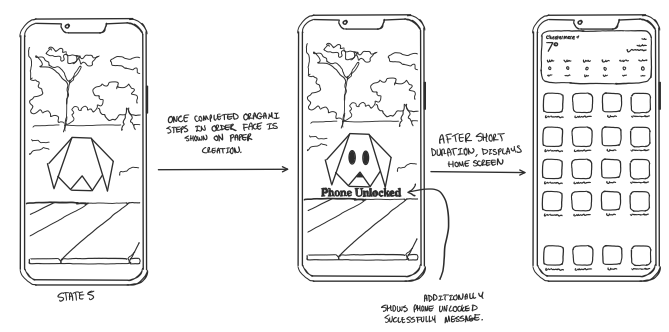 ONCE COMPLETED ORAGAMI
STEPS IN ORDER FACE IS
SHOWN ON PAPER
CREATION.
STATE 5
Phone Unlocked
AFTER SHORT
DURATION, DISPLAYS
HOME SCREEN
ADDITIONALLY
SHOWS PHONE UNLOCKED
SUCCESSFULLY MESSAGE.
7°